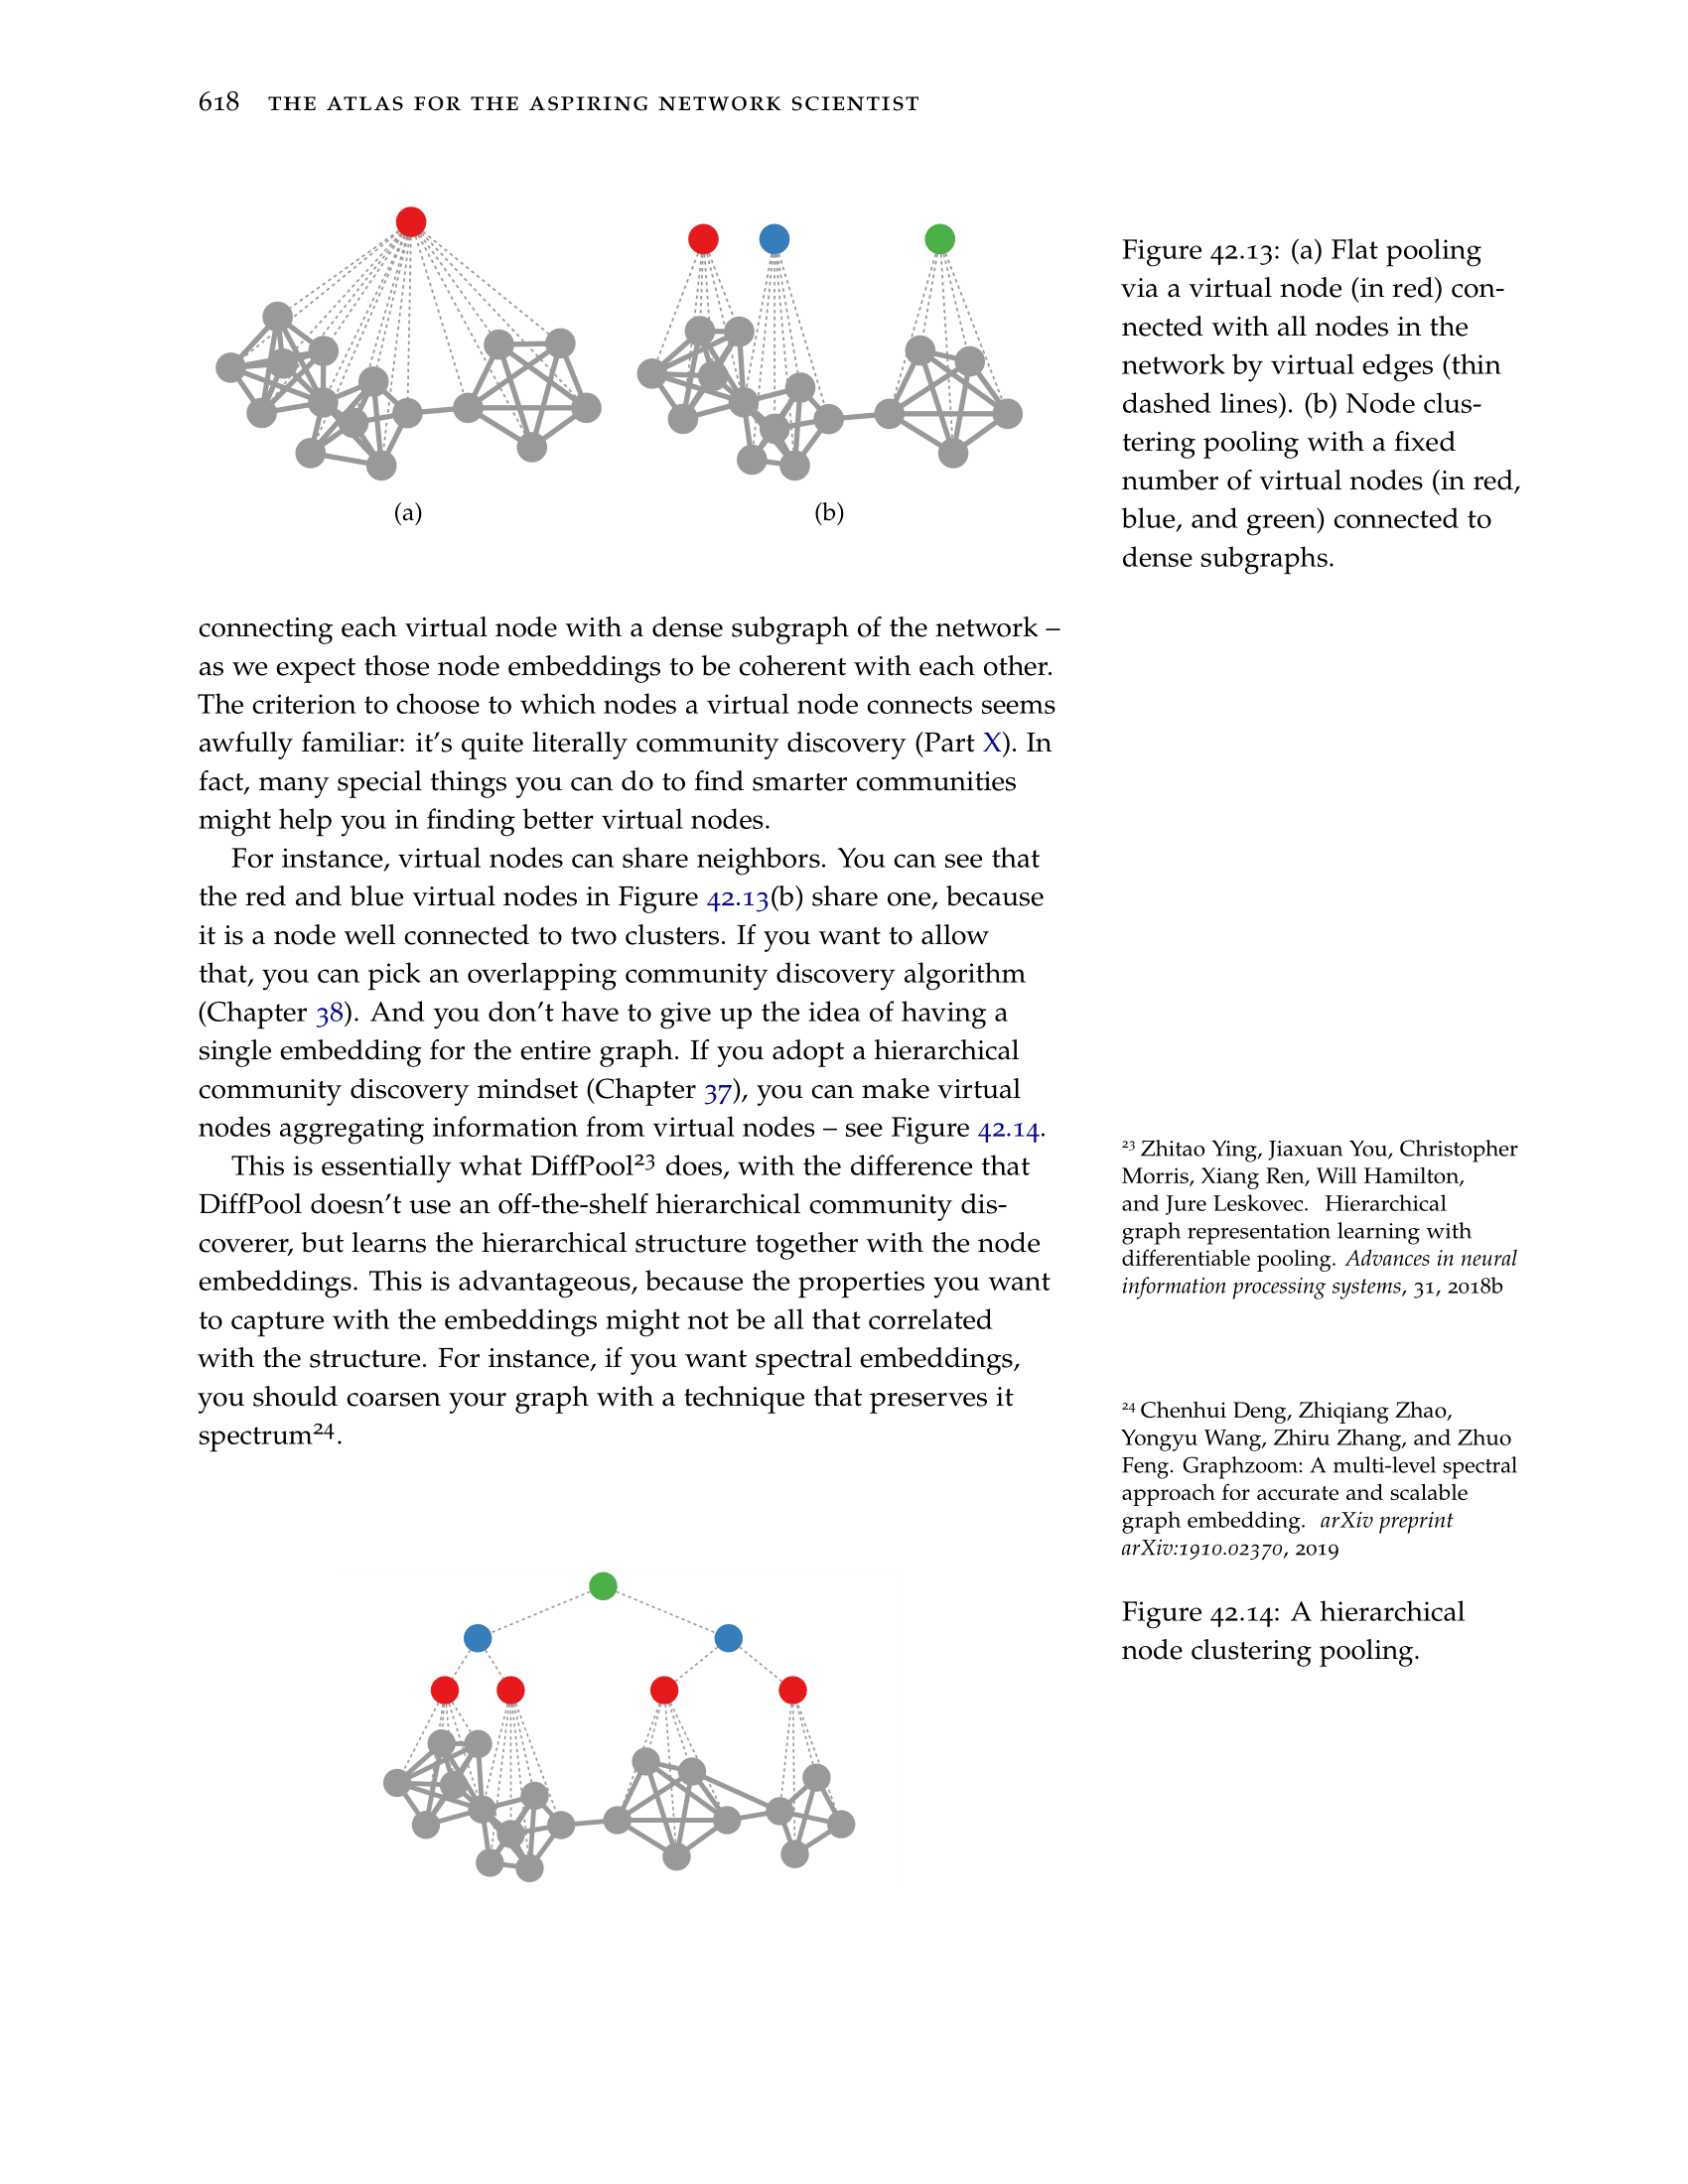 618 THE ATLAS FOR THE ASPIRING NETWORK SCIENTIST
(a)
(b)
Figure 42.13: (a) Flat pooling
via a virtual node (in red) con-
nected with all nodes in the
network by virtual edges (thin
dashed lines). (b) Node clus-
tering pooling with a fixed
number of virtual nodes (in red,
blue, and green) connected to
dense subgraphs.
connecting each virtual node with a dense subgraph of the network –
as we expect those node embeddings to be coherent with each other.
The criterion to choose to which nodes a virtual node connects seems
awfully familiar: it's quite literally community discovery (Part X). In
fact, many special things you can do to find smarter communities
might help you in finding better virtual nodes.
For instance, virtual nodes can share neighbors. You can see that
the red and blue virtual nodes in Figure 42.13(b) share one, because
it is a node well connected to two clusters. If you want to allow
that, you can pick an overlapping community discovery algorithm
(Chapter 38). And you don't have to give up the idea of having a
single embedding for the entire graph. If you adopt a hierarchical
community discovery mindset (Chapter 37), you can make virtual
nodes aggregating information from virtual nodes – see Figure 42.14.
This is essentially what DiffPool²³ does, with the difference that
DiffPool doesn't use an off-the-shelf hierarchical community dis-
coverer, but learns the hierarchical structure together with the node
embeddings. This is advantageous, because the properties you want
to capture with the embeddings might not be all that correlated
with the structure. For instance, if you want spectral embeddings,
you should coarsen your graph with a technique that preserves it
spectrum²⁴.
²³ Zhitao Ying, Jiaxuan You, Christopher
Morris, Xiang Ren, Will Hamilton,
and Jure Leskovec. Hierarchical
graph representation learning with
differentiable pooling. Advances in neural
information processing systems, 31, 2018b
²⁴ Chenhui Deng, Zhiqiang Zhao,
Yongyu Wang, Zhiru Zhang, and Zhuo
Feng. Graphzoom: A multi-level spectral
approach for accurate and scalable
graph embedding. arXiv preprint
arXiv:1910.02370, 2019
Figure 42.14: A hierarchical
node clustering pooling.